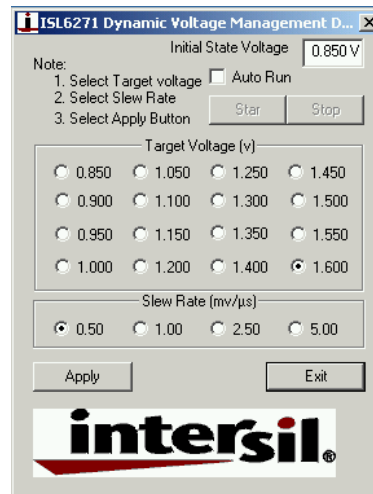 ISL6271 Dynamic Voltage Management D... X
Initial State Voltage 0.850 V
Note:
1. Select Target voltage Auto Run
2. Select Slew Rate
3. Select Apply Button Star Stop
Target Voltage (v)
0.850 1.050 1.250 1.450
0.900 1.100 1.300 1.500
0.950 1.150 1.350 1.550
1.000 1.200 1.400 1.600
Slew Rate (mv/µs)
0.50 1.00 2.50 5.00
Apply Exit
intersil®